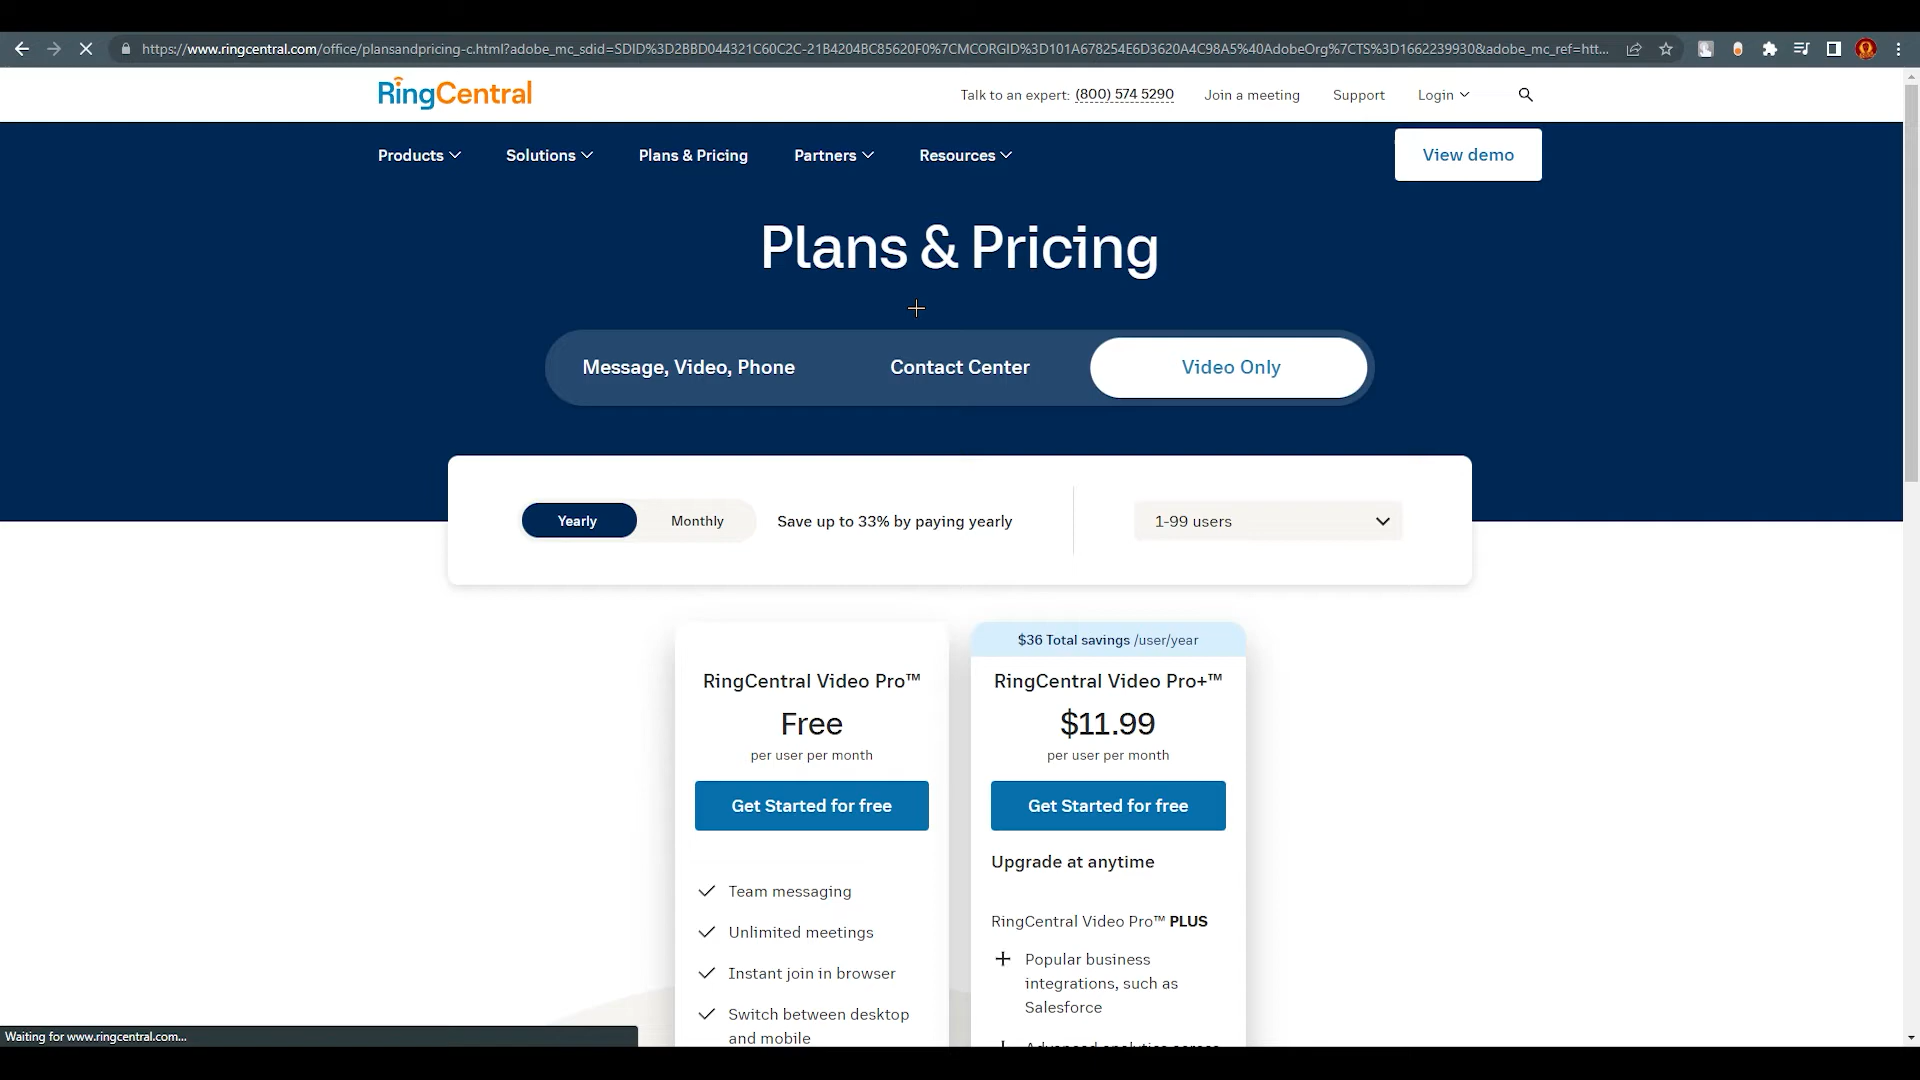 https://www.ringcentral.com/office/plansandpricing-c.html?adobe_mc_sdid=SDID%3D2BBD044321C60C2C-21B4204BC85620F0%7CMCORGID%3D101A678254E6D3620A4C98A5%40AdobeOrg%7CTS%3D1662239930&adobe_mc_ref=htt...
RingCentral
Talk to an expert: (800) 574 5290
Join a meeting
Support
Login
Products
Solutions
Plans & Pricing
Partners
Resources
View demo
Plans & Pricing
Message, Video, Phone
Contact Center
Video Only
Yearly
Monthly
Save up to 33% by paying yearly
1-99 users
RingCentral Video Pro™
Free
per user per month
Get Started for free
Team messaging
Unlimited meetings
Instant join in browser
Switch between desktop
and mobile
$36 Total savings /user/year
RingCentral Video Pro+™
$11.99
per user per month
Get Started for free
Upgrade at anytime
RingCentral Video Pro™ PLUS
Popular business
integrations, such as
Salesforce
Advanced analytics across
Waiting for www.ringcentral.com...